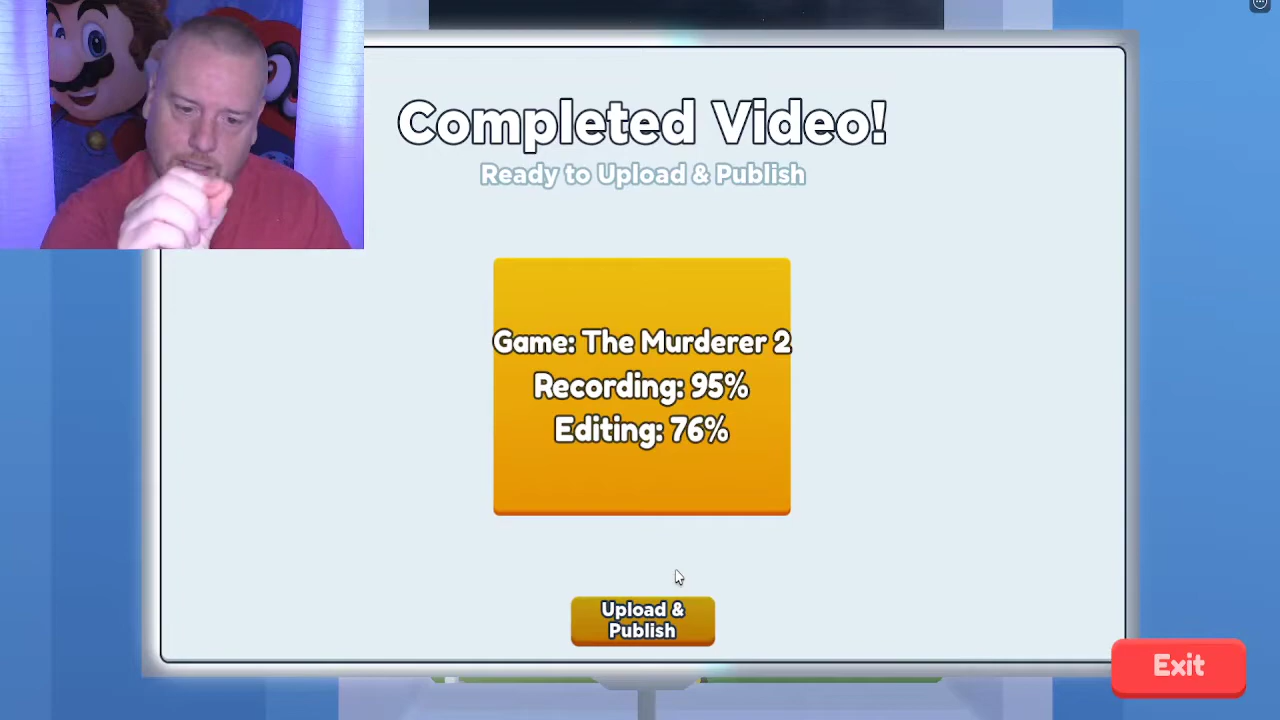 Completed Video!
Ready to Upload & Publish
Game: The Murderer 2
Recording: 95%
Editing: 76%
Upload &
Publish
Exit